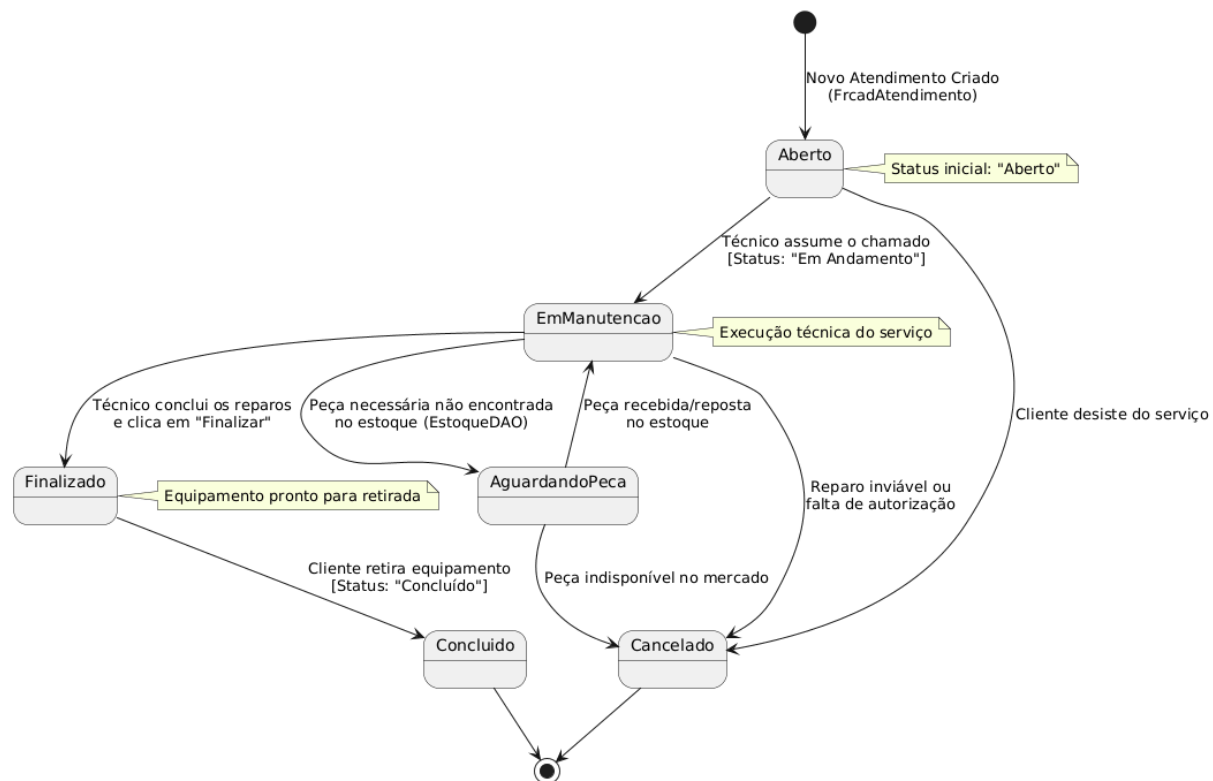 Novo Atendimento Criado
(FrcadAtendimento)
Aberto
Status inicial: "Aberto"
Técnico assume o chamado
[Status: "Em Andamento"]
EmManutencao
Execução técnica do serviço
Técnico conclui os reparos
e clica em "Finalizar"
Peça necessária não encontrada
no estoque (EstoqueDAO)
Peça recebida/reposta
no estoque
Cliente desiste do serviço
Finalizado
Equipamento pronto para retirada
AguardandoPeca
Reparo inviável ou
falta de autorização
Cliente retira equipamento
[Status: "Concluído"]
Peça indisponível no mercado
Concluido
Cancelado